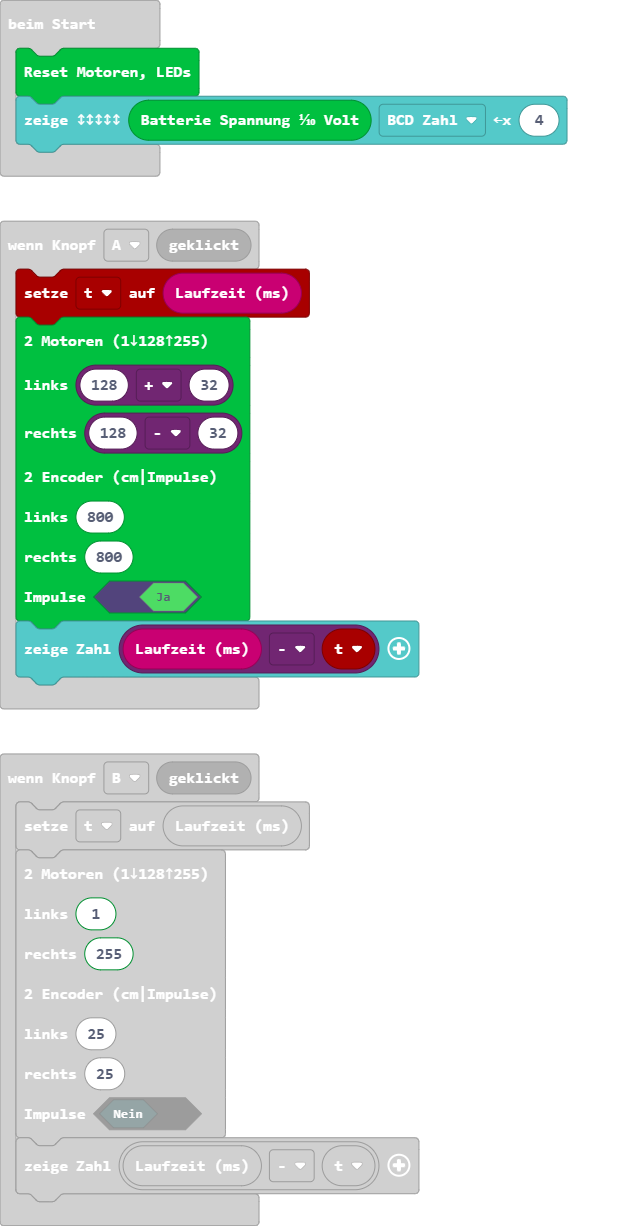 beim Start
Reset Motoren, LEDs
zeige ↕↕↕↕↕ Batterie Spannung ⅒ Volt BCD Zahl ←x 4
wenn Knopf A geklickt
setze t auf Laufzeit (ms)
2 Motoren (1↓128↑255)
links 128 + 32
rechts 128 - 32
2 Encoder (cm|Impulse)
links 800
rechts 800
Impulse Ja
zeige Zahl Laufzeit (ms) - t
wenn Knopf B geklickt
setze t auf Laufzeit (ms)
2 Motoren (1↓128↑255)
links 1
rechts 255
2 Encoder (cm|Impulse)
links 25
rechts 25
Impulse Nein
zeige Zahl Laufzeit (ms) - t